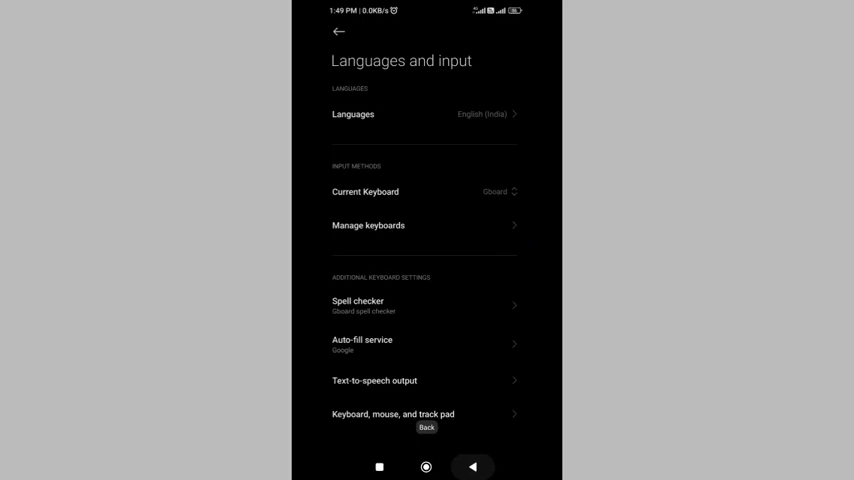 1:49 PM | 0.0KB/s
Languages and input
LANGUAGES
Languages English (India)
INPUT METHODS
Current Keyboard Gboard
Manage keyboards
ADDITIONAL KEYBOARD SETTINGS
Spell checker
Gboard spell checker
Auto-fill service
Google
Text-to-speech output
Keyboard, mouse, and track pad
Back